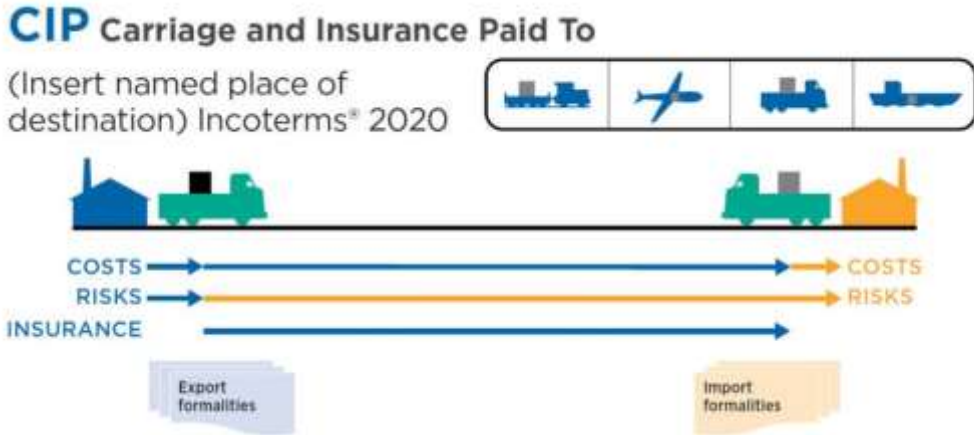 CIP Carriage and Insurance Paid To
(Insert named place of
destination) Incoterms® 2020
COSTS COSTS
RISKS RISKS
INSURANCE
Export
formalities
Import
formalities